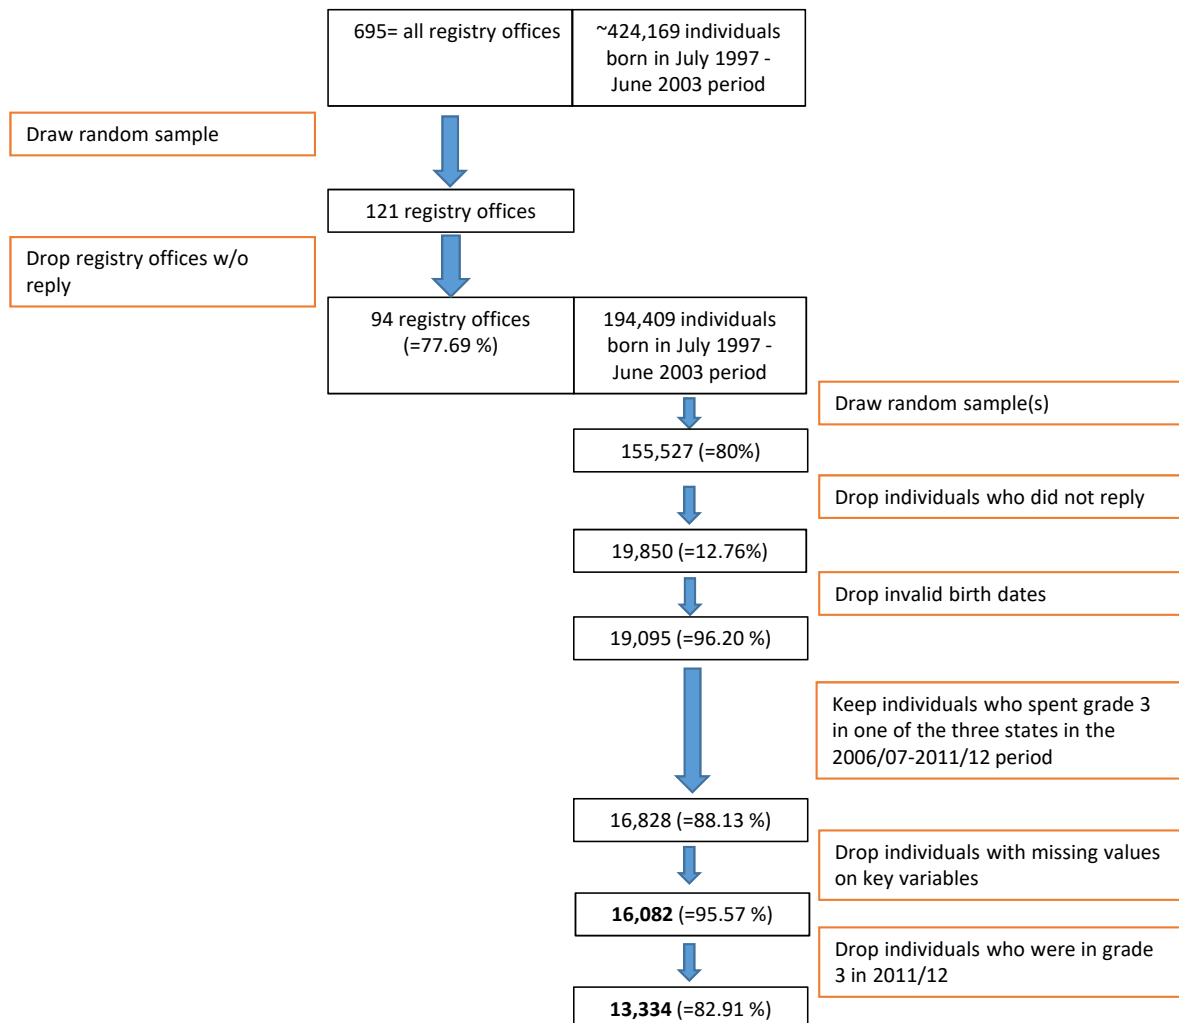 695= all registry offices
~424,169 individuals
born in July 1997 -
June 2003 period
Draw random sample
121 registry offices
Drop registry offices w/o
reply
94 registry offices
(=77.69 %)
194,409 individuals
born in July 1997 -
June 2003 period
Draw random sample(s)
155,527 (=80%)
Drop individuals who did not reply
19,850 (=12.76%)
Drop invalid birth dates
19,095 (=96.20 %)
Keep individuals who spent grade 3
in one of the three states in the
2006/07-2011/12 period
16,828 (=88.13 %)
Drop individuals with missing values
on key variables
16,082 (=95.57 %)
Drop individuals who were in grade
3 in 2011/12
13,334 (=82.91 %)